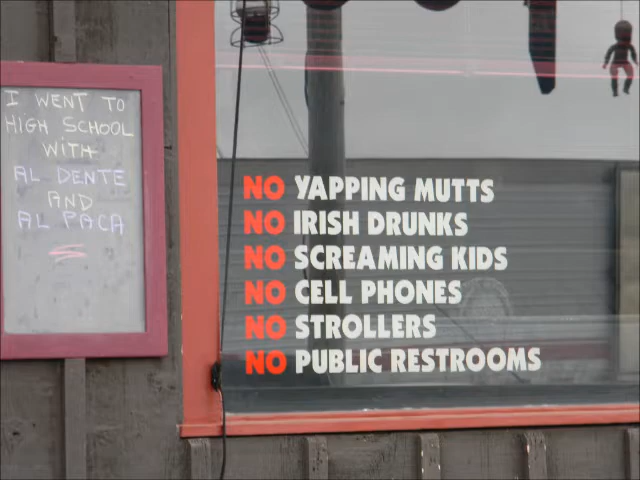 I WENT TO
HIGH SCHOOL
WITH
AL DENTE
AND
AL PACA
NO YAPPING MUTTS
NO IRISH DRUNKS
NO SCREAMING KIDS
NO CELL PHONES
NO STROLLERS
NO PUBLIC RESTROOMS